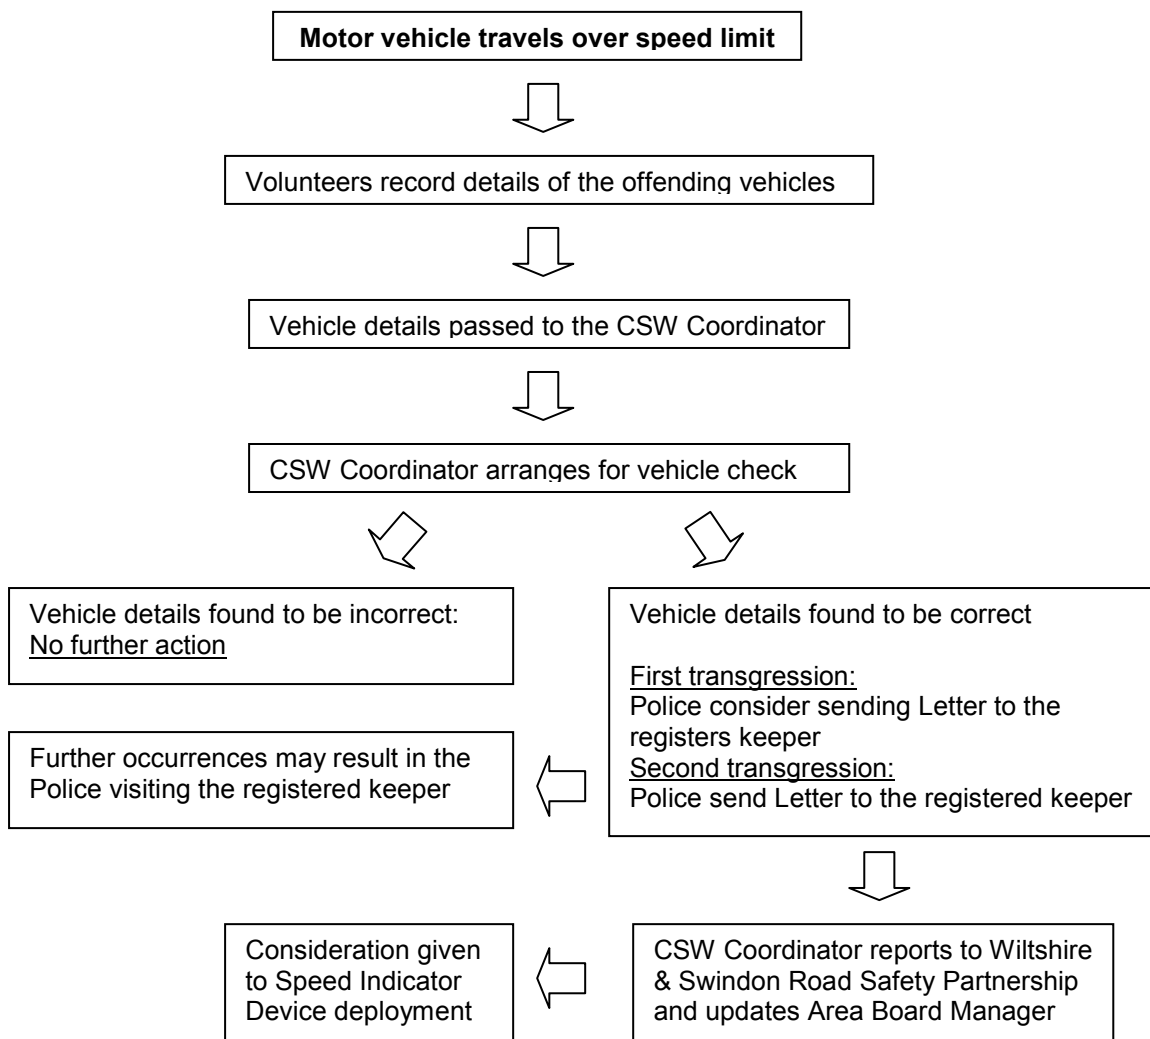 Motor vehicle travels over speed limit
Volunteers record details of the offending vehicles
Vehicle details passed to the CSW Coordinator
CSW Coordinator arranges for vehicle check
Vehicle details found to be incorrect:
No further action
Vehicle details found to be correct
First transgression:
Police consider sending Letter to the
registers keeper
Second transgression:
Police send Letter to the registered keeper
Further occurrences may result in the
Police visiting the registered keeper
CSW Coordinator reports to Wiltshire
& Swindon Road Safety Partnership
and updates Area Board Manager
Consideration given
to Speed Indicator
Device deployment